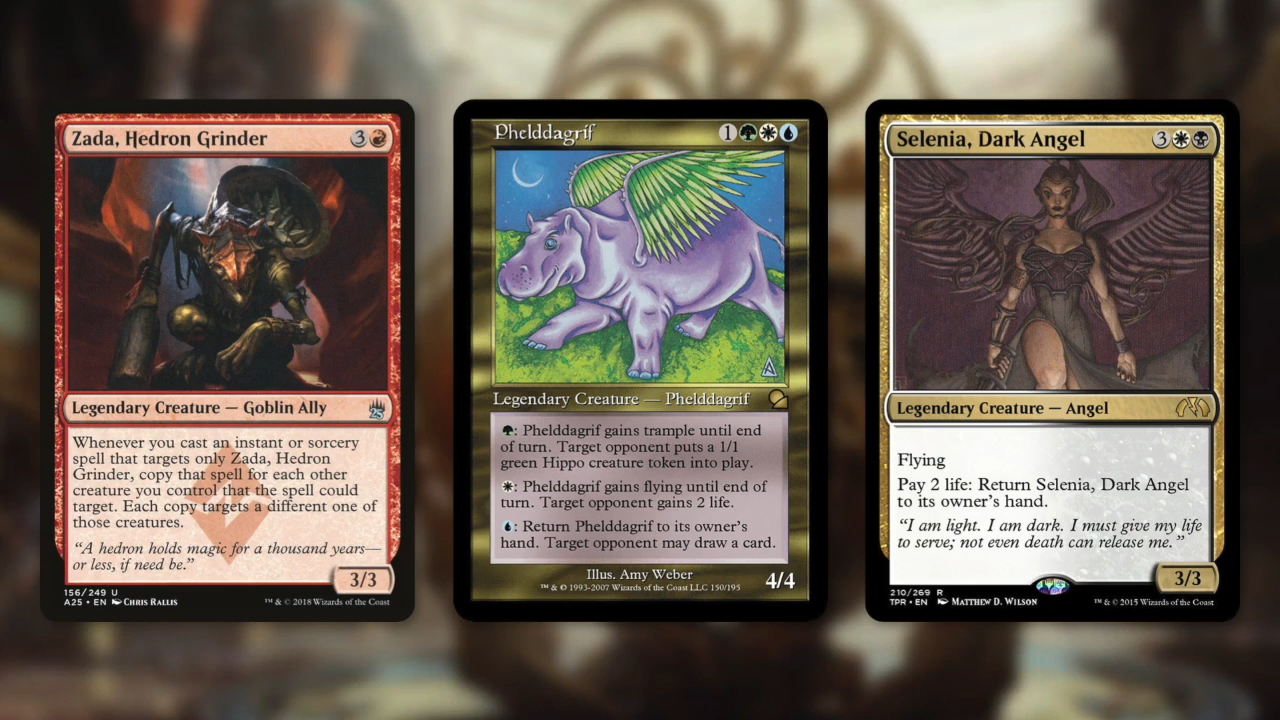 Zada, Hedron Grinder 3
Legendary Creature — Goblin Ally
25
Whenever you cast an instant or sorcery
spell that targets only Zada, Hedron
Grinder, copy that spell for each other
creature you control that the spell could
target. Each copy targets a different one of
those creatures.
“A hedron holds magic for a thousand years—
or less, if need be.”
3/3
156/249 U
A25 • EN Chris Rallis ™ & © 2018 Wizards of the Coast
Phelddagrif 1
Legendary Creature — Phelddagrif
: Phelddagrif gains trample until end
of turn. Target opponent puts a 1/1
green Hippo creature token into play.
: Phelddagrif gains flying until end of
turn. Target opponent gains 2 life.
: Return Phelddagrif to its owner’s
hand. Target opponent may draw a card.
Illus. Amy Weber
™ & © 1993-2007 Wizards of the Coast LLC 150/195
4/4
Selenia, Dark Angel 3
Legendary Creature — Angel
Flying
Pay 2 life: Return Selenia, Dark Angel
to its owner’s hand.
“I am light. I am dark. I must give my life
to serve; not even death can release me.”
3/3
210/269 R
TPR • EN Matthew D. Wilson ™ & © 2015 Wizards of the Coast